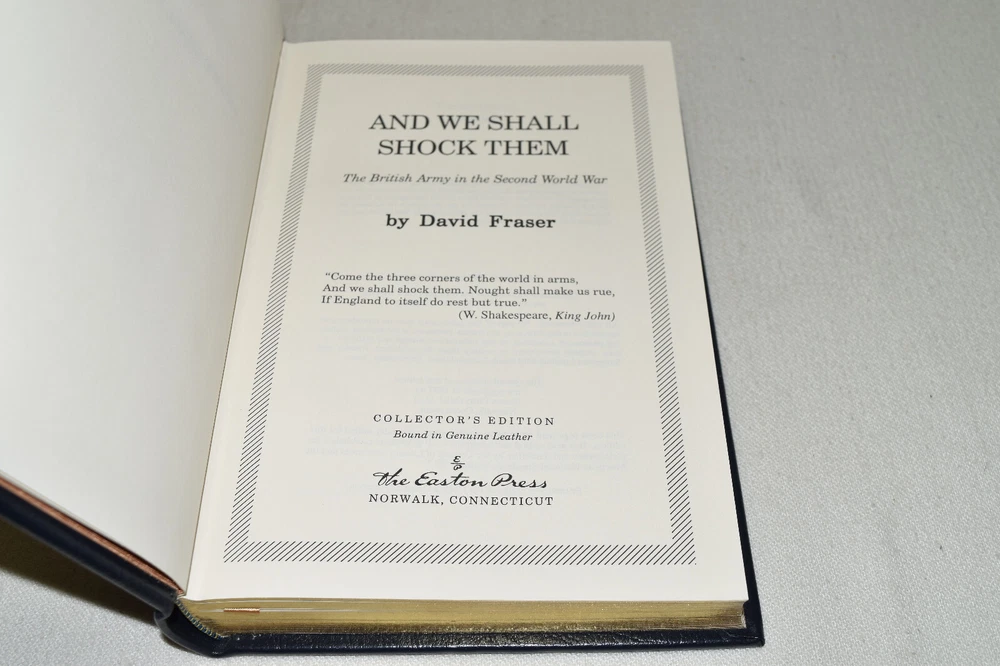 AND WE SHALL
SHOCK THEM
The British Army in the Second World War
by David Fraser
“Come the three corners of the world in arms,
And we shall shock them. Nought shall make us rue,
If England to itself do rest but true.”
(W. Shakespeare, King John)
COLLECTOR'S EDITION
Bound in Genuine Leather
E
P
The Easton Press
NORWALK, CONNECTICUT